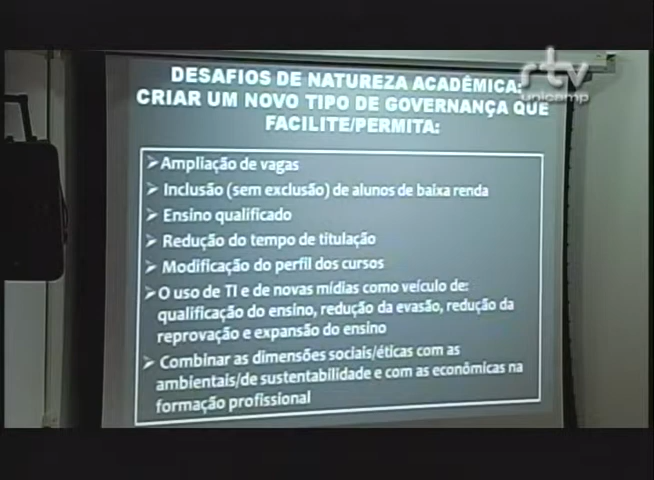 rtv
unicamp
DESAFIOS DE NATUREZA ACADÊMICA:
CRIAR UM NOVO TIPO DE GOVERNANÇA QUE
FACILITE/PERMITA:
➢Ampliação de vagas
➢ Inclusão (sem exclusão) de alunos de baixa renda
➢ Ensino qualificado
➢ Redução do tempo de titulação
➢ Modificação do perfil dos cursos
➢O uso de TI e de novas mídias como veículo de:
qualificação do ensino, redução da evasão, redução da
reprovação e expansão do ensino
➢ Combinar as dimensões sociais/éticas com as
ambientais/de sustentabilidade e com as econômicas na
formação profissional